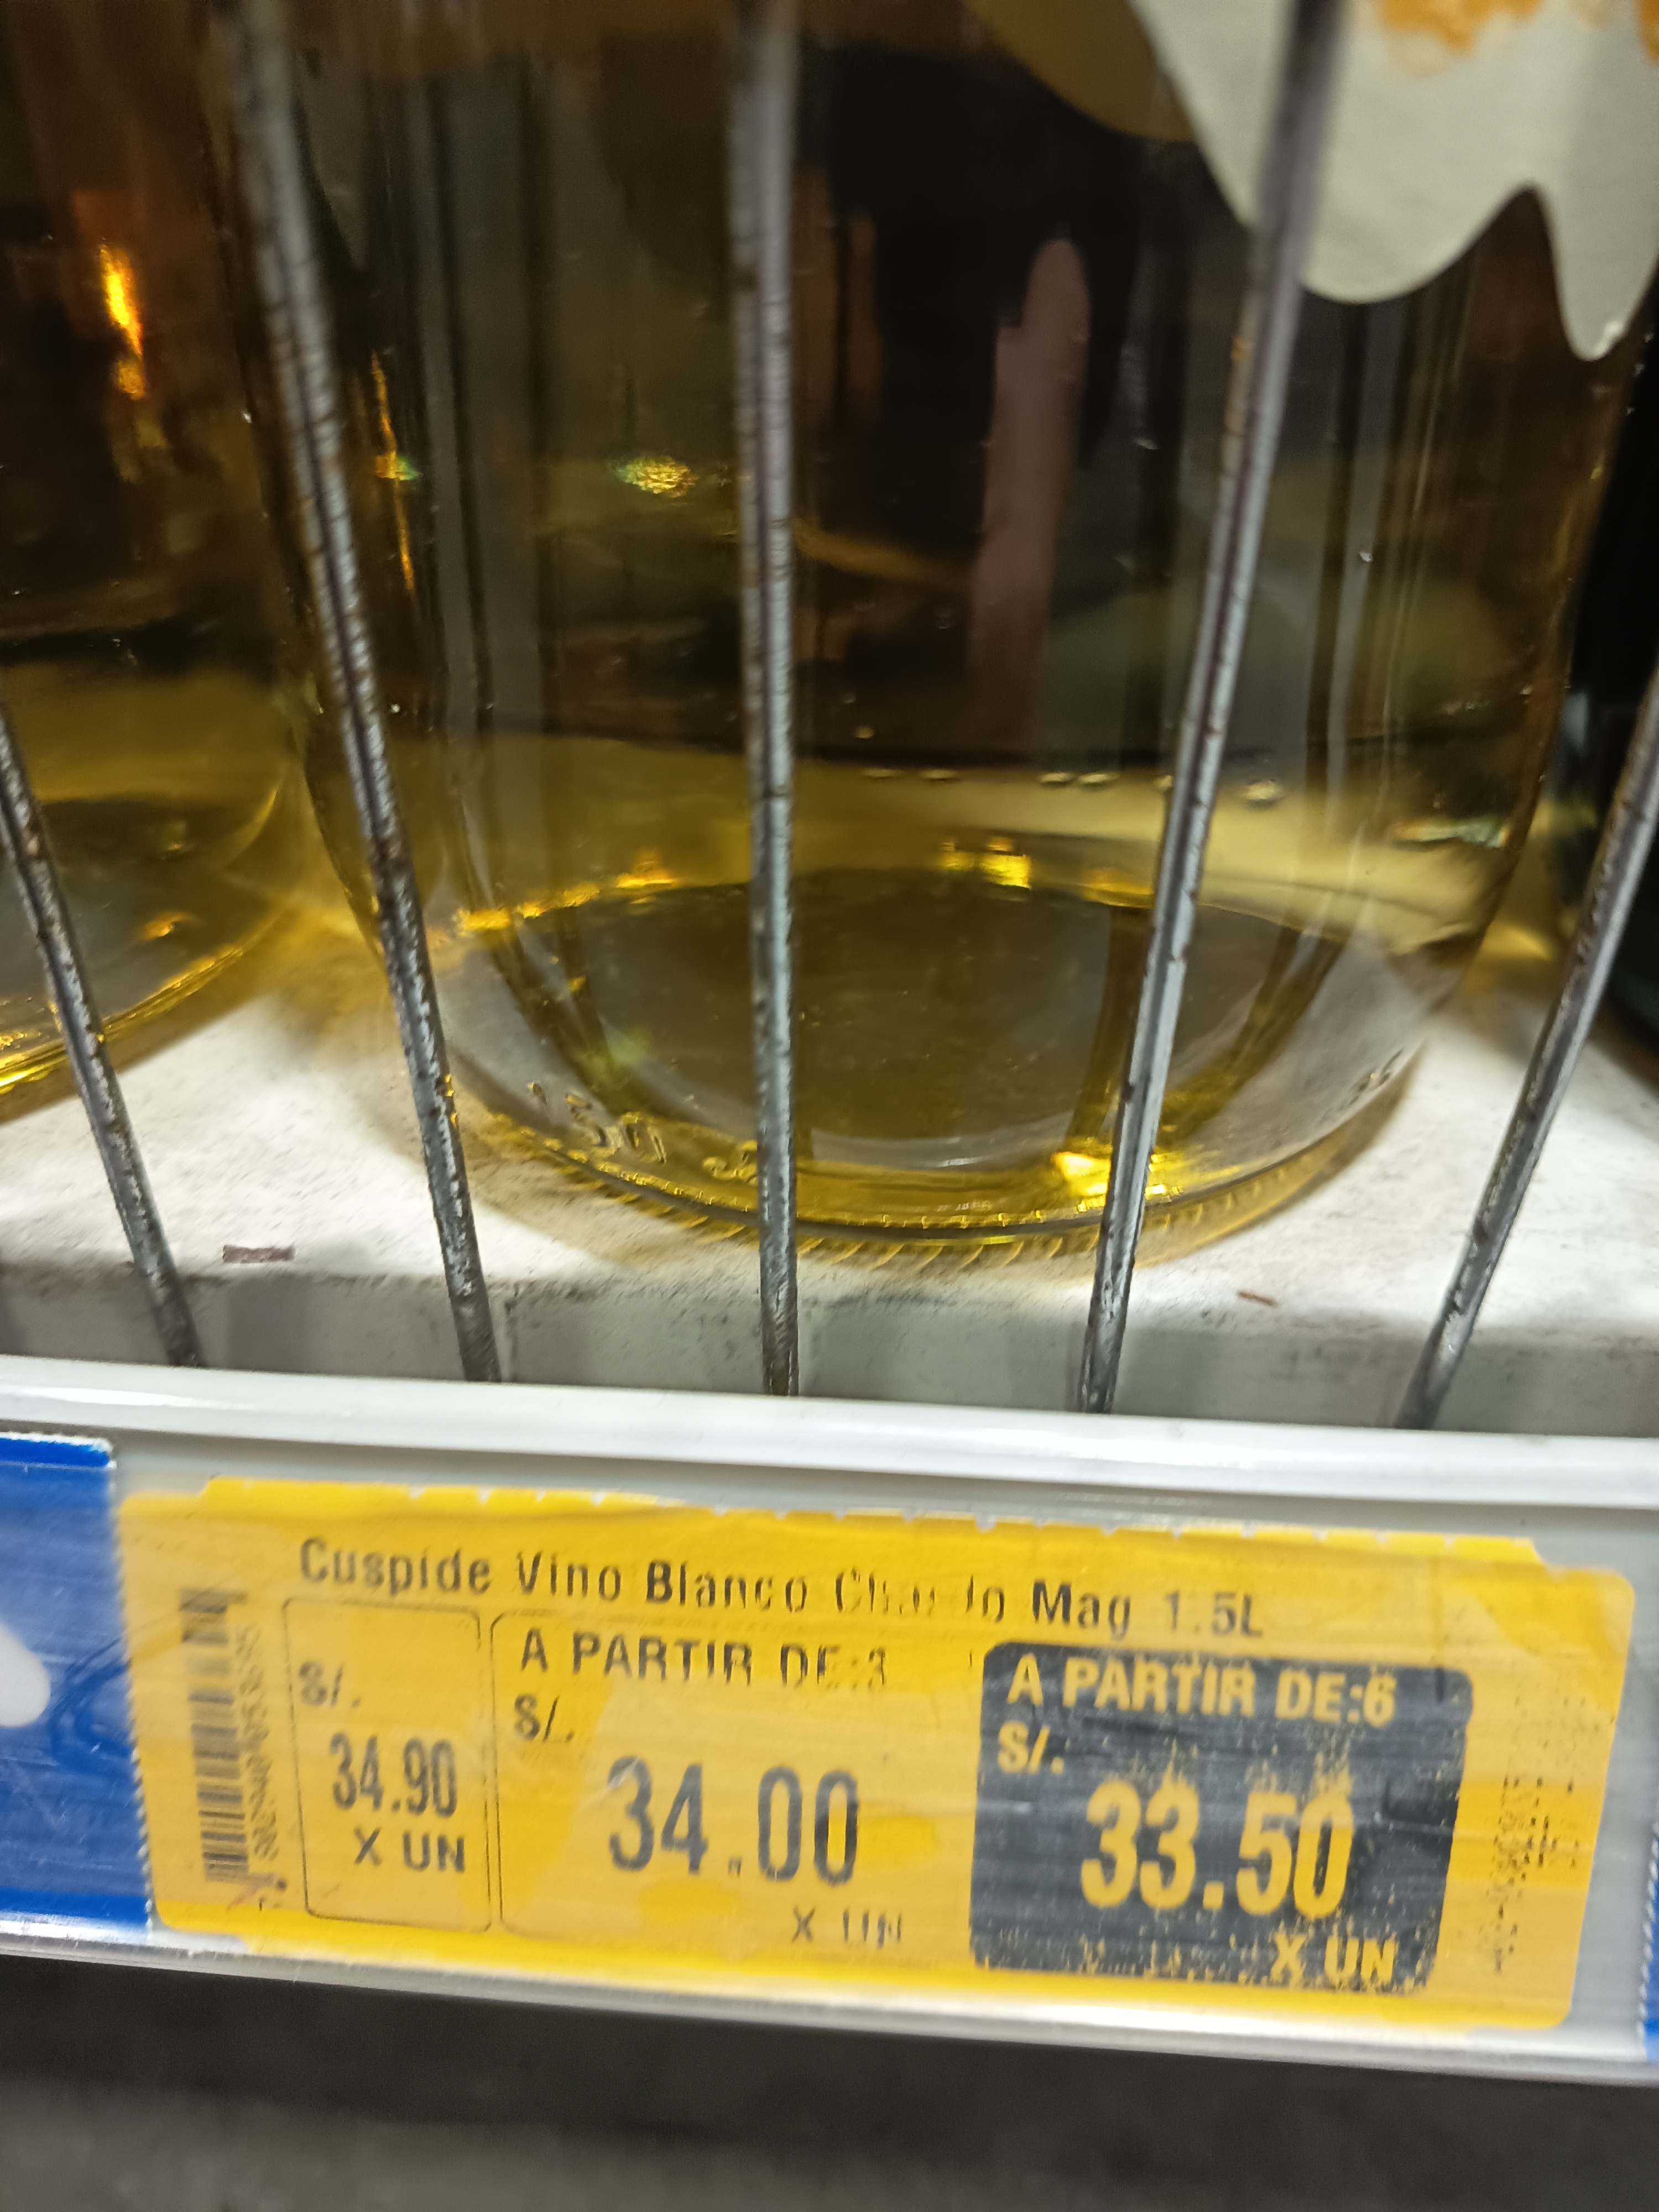 Cuspide Vino Blanco Mag 1.5L
S/.
34.90
X UN
A PARTIR DE:3
S/.
34.00
X UN
A PARTIR DE:6
S/.
33.50
X UN